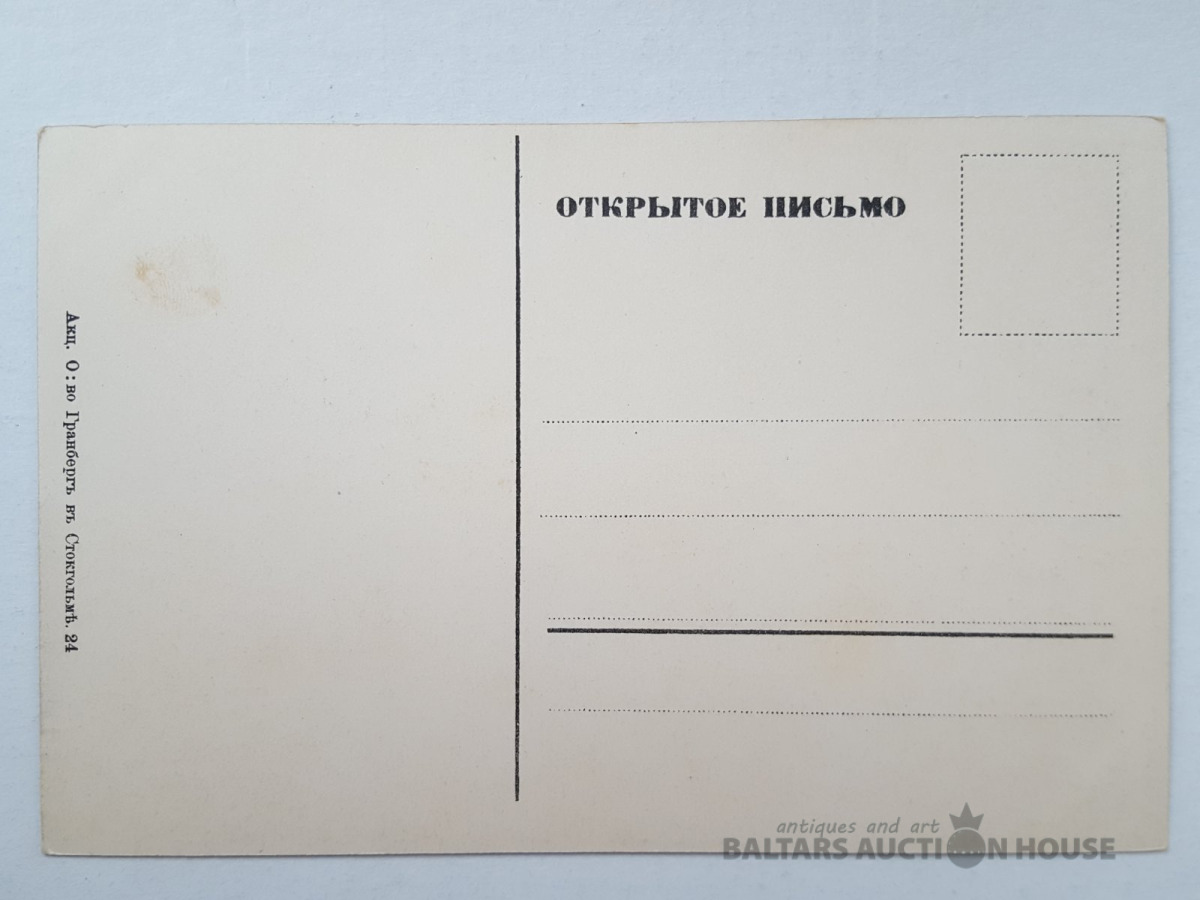 ОТКРЫТОЕ ПИСЬМО
Акц. О:во Гранбергъ въ Стокгольмѣ. 24
antiques and art
BALTARS AUCTION HOUSE